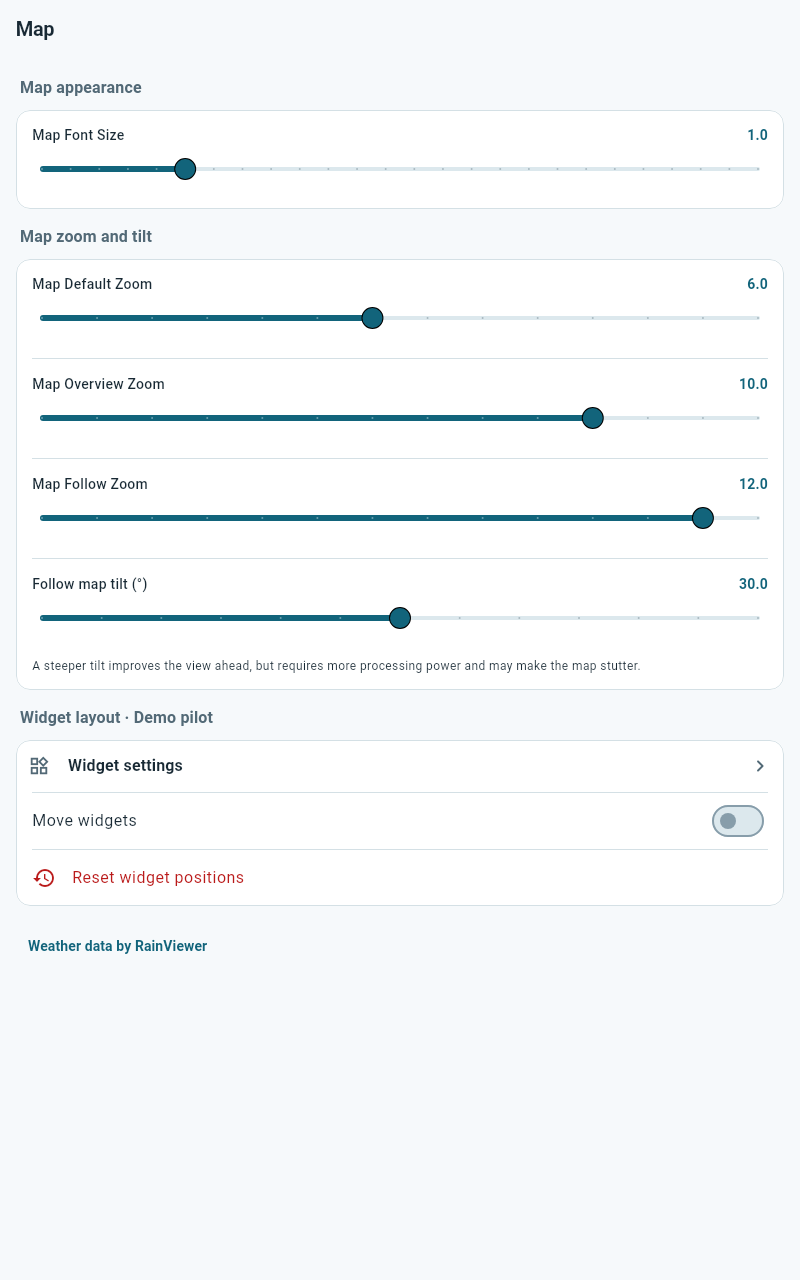 Map
Map appearance
Map Font Size 1.0
Map zoom and tilt
Map Default Zoom 6.0
Map Overview Zoom 10.0
Map Follow Zoom 12.0
Follow map tilt (°) 30.0
A steeper tilt improves the view ahead, but requires more processing power and may make the map stutter.
Widget layout · Demo pilot
Widget settings
Move widgets
Reset widget positions
Weather data by RainViewer